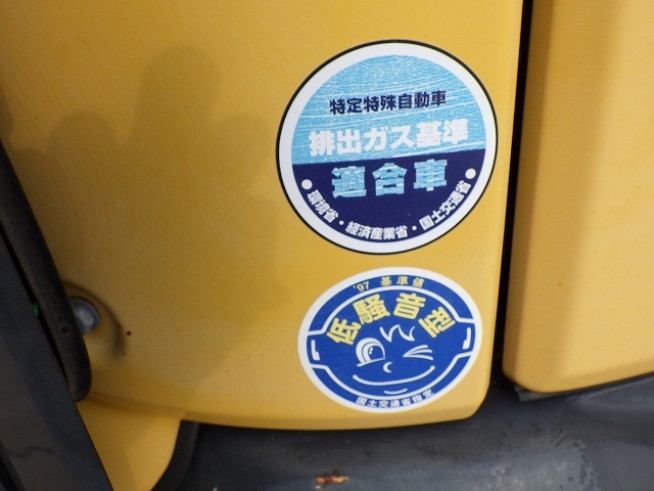 特定特殊自動車
排出ガス基準
適合車
環境省・経済産業省・国土交通省
'97 基準値
低騒音型
国土交通省指定